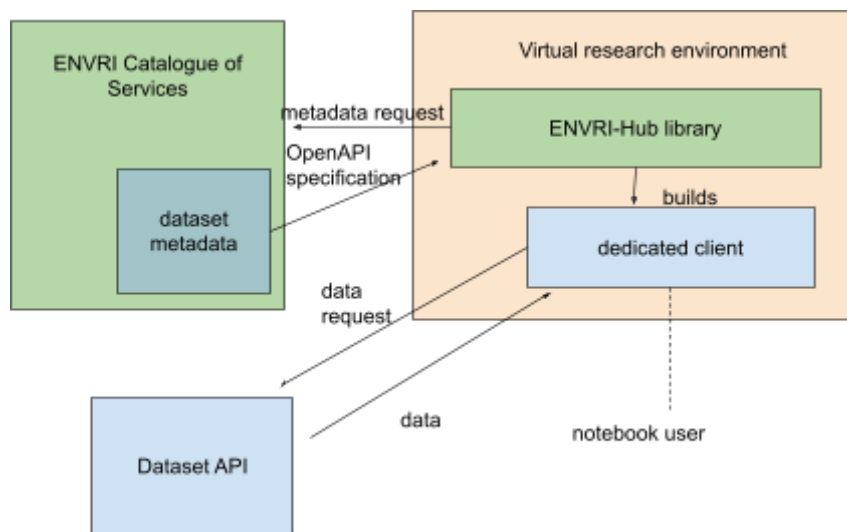 ENVRI Catalogue of
Services
Virtual research environment
metadata request
ENVRI-Hub library
OpenAPI
specification
dataset
metadata
builds
dedicated client
data
request
data
notebook user
Dataset API